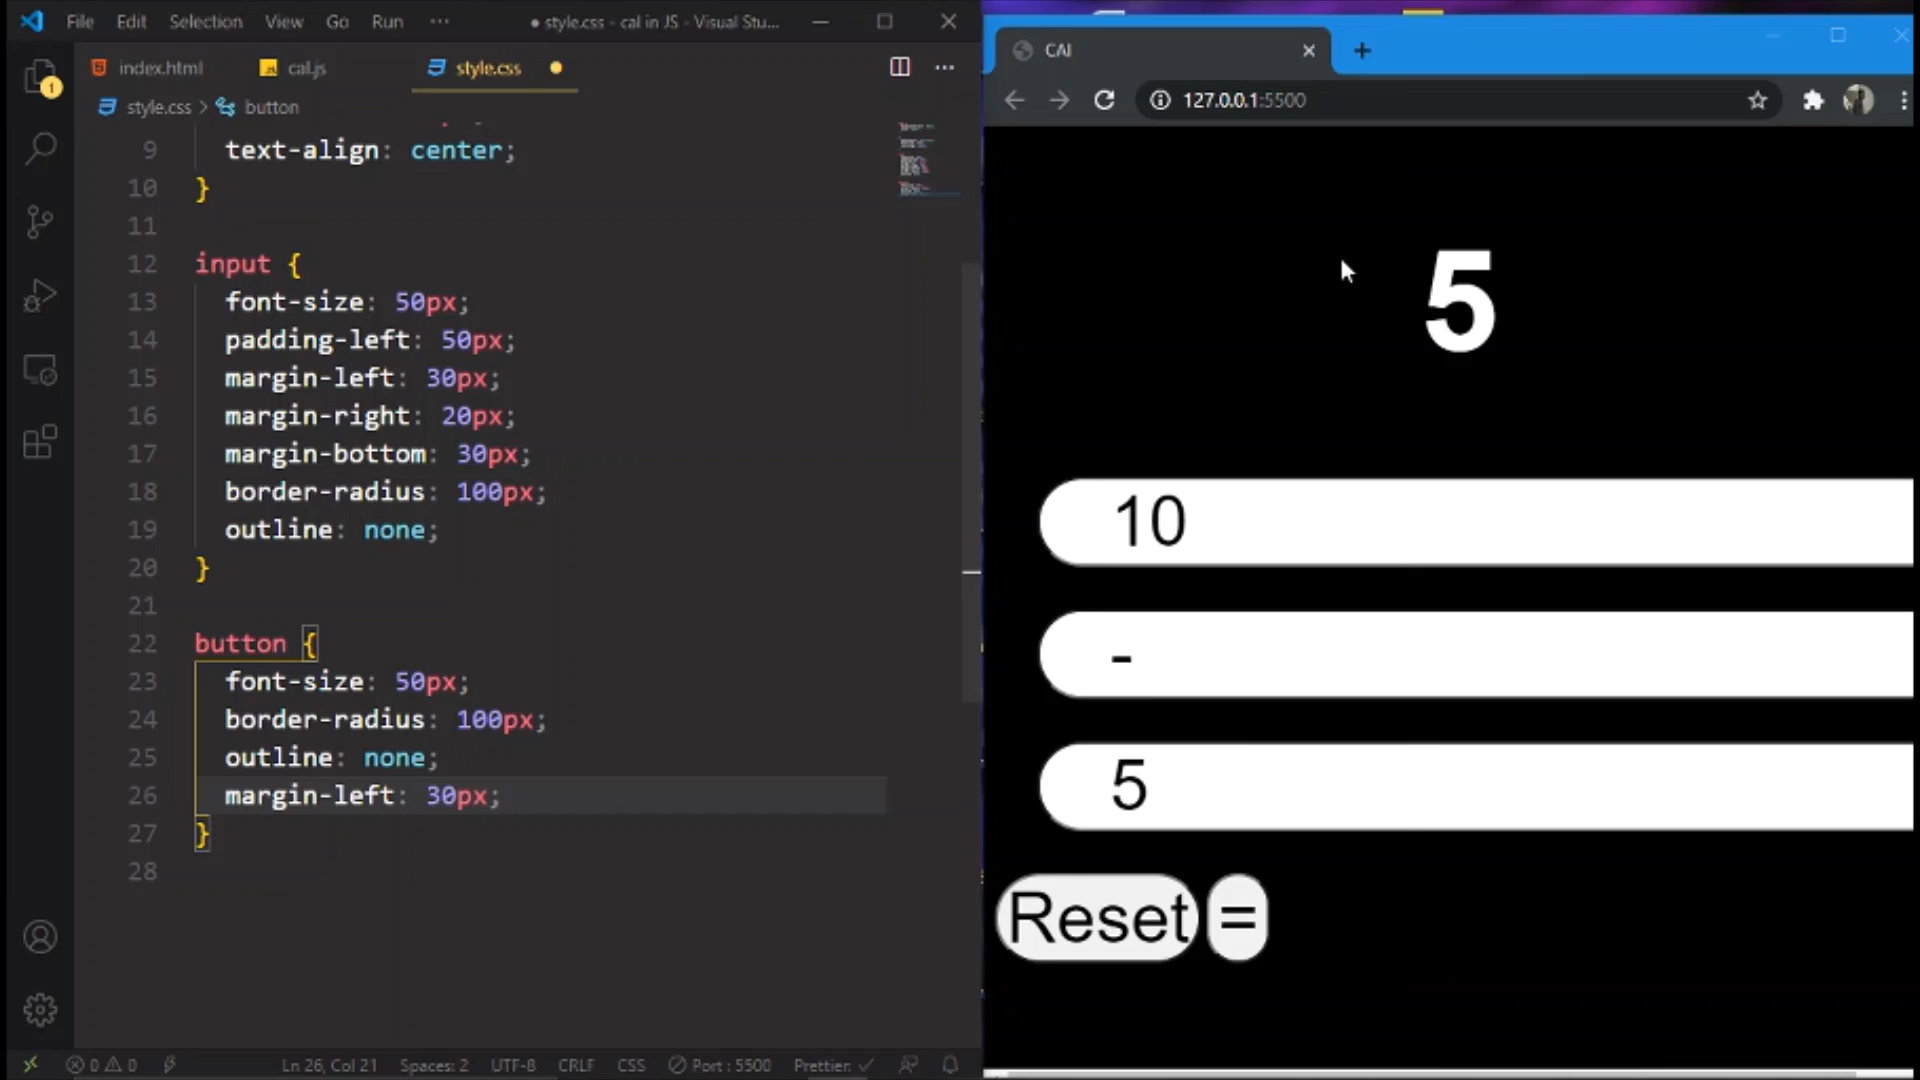 File Edit Selection View Go Run ··· ● style.css - cal in JS - Visual Stu...
index.html cal.js style.css
style.css > button
9 text-align: center;
10 }
11
12 input {
13 font-size: 50px;
14 padding-left: 50px;
15 margin-left: 30px;
16 margin-right: 20px;
17 margin-bottom: 30px;
18 border-radius: 100px;
19 outline: none;
20 }
21
22 button {
23 font-size: 50px;
24 border-radius: 100px;
25 outline: none;
26 margin-left: 30px;
27 }
28
0 0 Ln 26, Col 21 Spaces: 2 UTF-8 CRLF CSS Port : 5500 Prettier: ✓
1
CAl
127.0.0.1:5500
5
10
-
5
Reset =